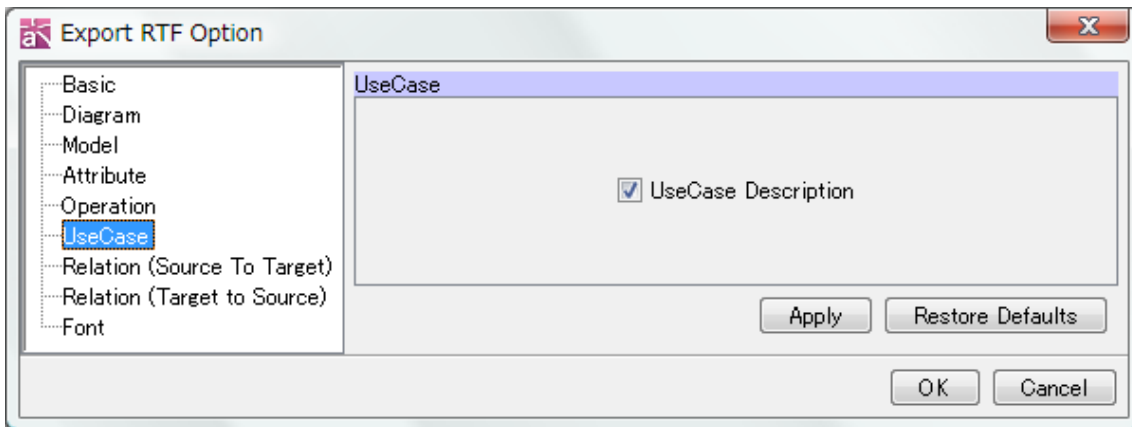 Export RTF Option
Basic
Diagram
Model
Attribute
Operation
UseCase
Relation (Source To Target)
Relation (Target to Source)
Font
UseCase
UseCase Description
Apply
Restore Defaults
OK
Cancel